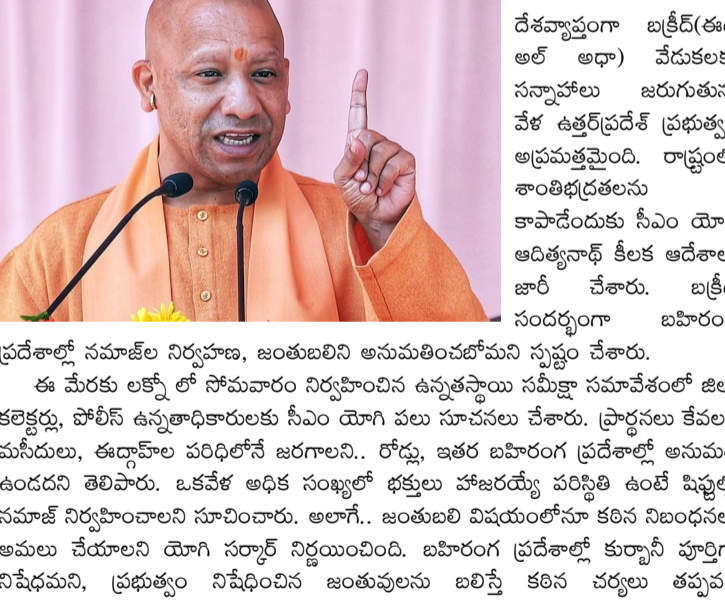 దేశవ్యాప్తంగా బక్రీద్(ఈద
అల్ అధా) వేడుకలక
సన్నాహాలు జరుగుతున
వేళ ఉత్తర్‌ప్రదేశ్ ప్రభుత్వ
అప్రమత్తమైంది. రాష్ట్రంల
శాంతిభద్రతలను
కాపాడేందుకు సీఎం యో
ఆదిత్యనాథ్ కీలక ఆదేశాల
జారీ చేశారు. బక్రీ
సందర్భంగా బహిరం
ప్రదేశాల్లో నమాజ్‌ల నిర్వహణ, జంతుబలిని అనుమతించబోమని స్పష్టం చేశారు.
ఈ మేరకు లక్నో లో సోమవారం నిర్వహించిన ఉన్నతస్థాయి సమీక్షా సమావేశంలో జిల
కలెక్టర్లు, పోలీస్ ఉన్నతాధికారులకు సీఎం యోగి పలు సూచనలు చేశారు. ప్రార్థనలు కేవల
మసీదులు, ఈద్గాహ్‌ల పరిధిలోనే జరగాలని.. రోడ్లు, ఇతర బహిరంగ ప్రదేశాల్లో అనుమ
ఉండదని తెలిపారు. ఒకవేళ అధిక సంఖ్యలో భక్తులు హాజరయ్యే పరిస్థితి ఉంటే షిఫ్టుల్ల
నమాజ్ నిర్వహించాలని సూచించారు. అలాగే.. జంతుబలి విషయంలోనూ కఠిన నిబంధనల
అమలు చేయాలని యోగి సర్కార్ నిర్ణయించింది. బహిరంగ ప్రదేశాల్లో కుర్బానీ పూర్తిగ
నిషేధమని, ప్రభుత్వం నిషేధించిన జంతువులను బలిస్తే కఠిన చర్యలు తప్పవ